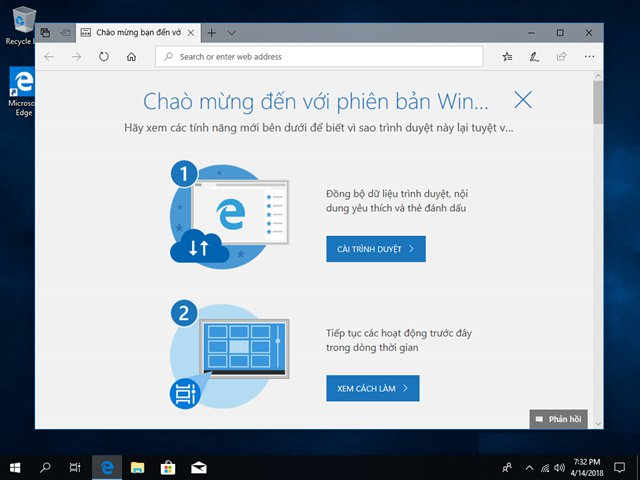 Recycle
Microso
Edge
Chào mừng bạn đến vớ
Search or enter web address
Chào mừng đến với phiên bản Win...
Hãy xem các tính năng mới bên dưới để biết vì sao trình duyệt này lại tuyệt v...
1
Đồng bộ dữ liệu trình duyệt, nội
dung yêu thích và thẻ đánh dấu
CÀI TRÌNH DUYỆT
2
Tiếp tục các hoạt động trước đây
trong dòng thời gian
XEM CÁCH LÀM
Phản hồi
7:32 PM
4/14/2018